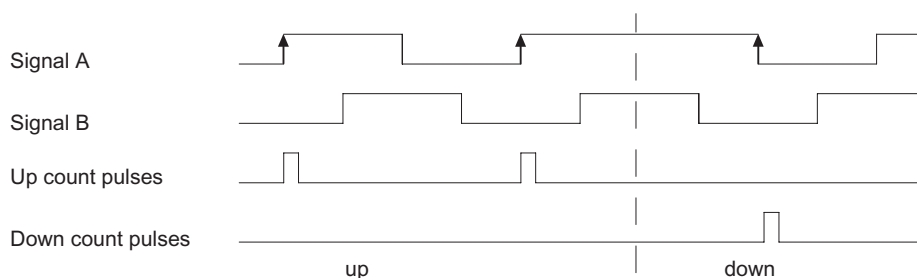 Signal A
Signal B
Up count pulses
Down count pulses
up down